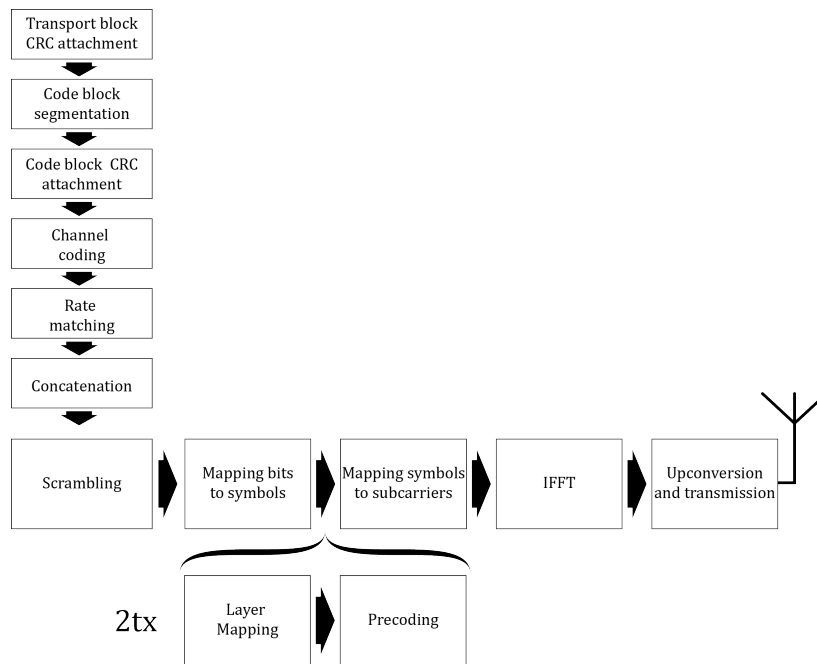 Transport block
CRC attachment
Code block
segmentation
Code block CRC
attachment
Channel
coding
Rate
matching
Concatenation
Scrambling
Mapping bits
to symbols
Mapping symbols
to subcarriers
IFFT
Upconversion
and transmission
2tx
Layer
Mapping
Precoding